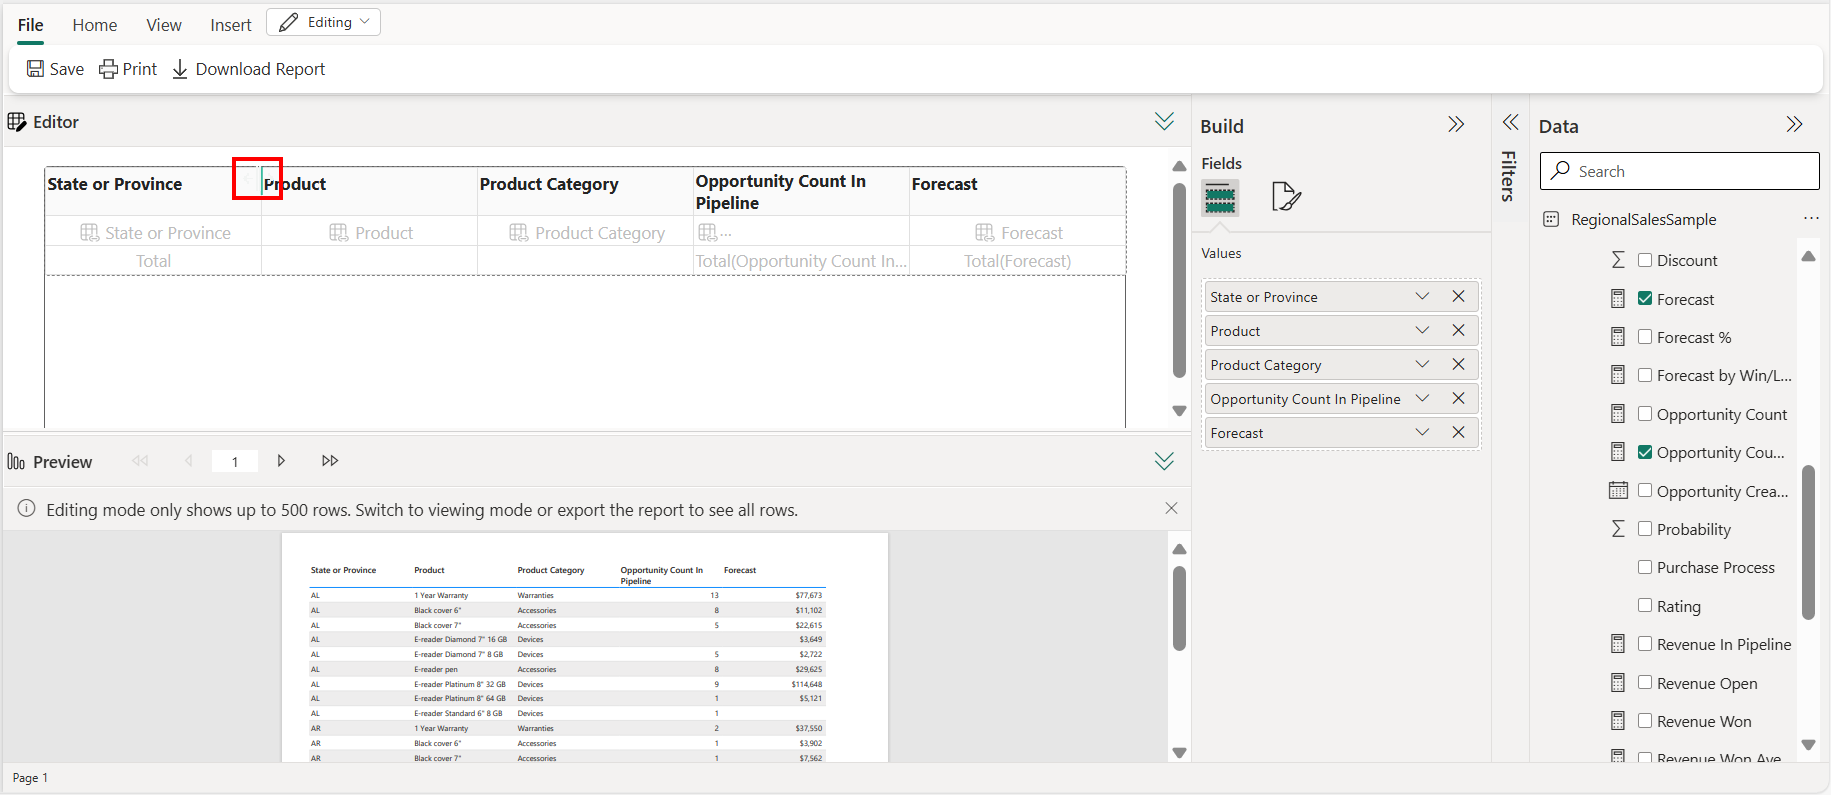 File Home View Insert Editing
Save Print Download Report
Editor
State or Province Product Product Category Opportunity Count In Pipeline Forecast
State or Province Product Product Category ... Forecast
Total Total(Opportunity Count In... Total(Forecast)
Preview 1
Editing mode only shows up to 500 rows. Switch to viewing mode or export the report to see all rows.
State or Province Product Product Category Opportunity Count In Pipeline Forecast
AL 1 Year Warranty Warranties 13 $77,673
AL Black cover 6" Accessories 8 $11,102
AL Black cover 7" Accessories 5 $22,615
AL E-reader Diamond 7" 16 GB Devices $3,649
AL E-reader Diamond 7" 8 GB Devices 5 $2,722
AL E-reader pen Accessories 8 $29,625
AL E-reader Platinum 8" 32 GB Devices 9 $114,648
AL E-reader Platinum 8" 64 GB Devices 1 $5,121
AL E-reader Standard 6" 8 GB Devices 1
AR 1 Year Warranty Warranties 2 $37,550
AR Black cover 6" Accessories 1 $3,902
AR Black cover 7" Accessories 1 $7,562
Page 1
Build
Fields
Values
State or Province
Product
Product Category
Opportunity Count In Pipeline
Forecast
Filters
Data
Search
RegionalSalesSample ...
Discount
Forecast
Forecast %
Forecast by Win/L...
Opportunity Count
Opportunity Cou...
Opportunity Crea...
Probability
Purchase Process
Rating
Revenue In Pipeline
Revenue Open
Revenue Won
Revenue Won Ave